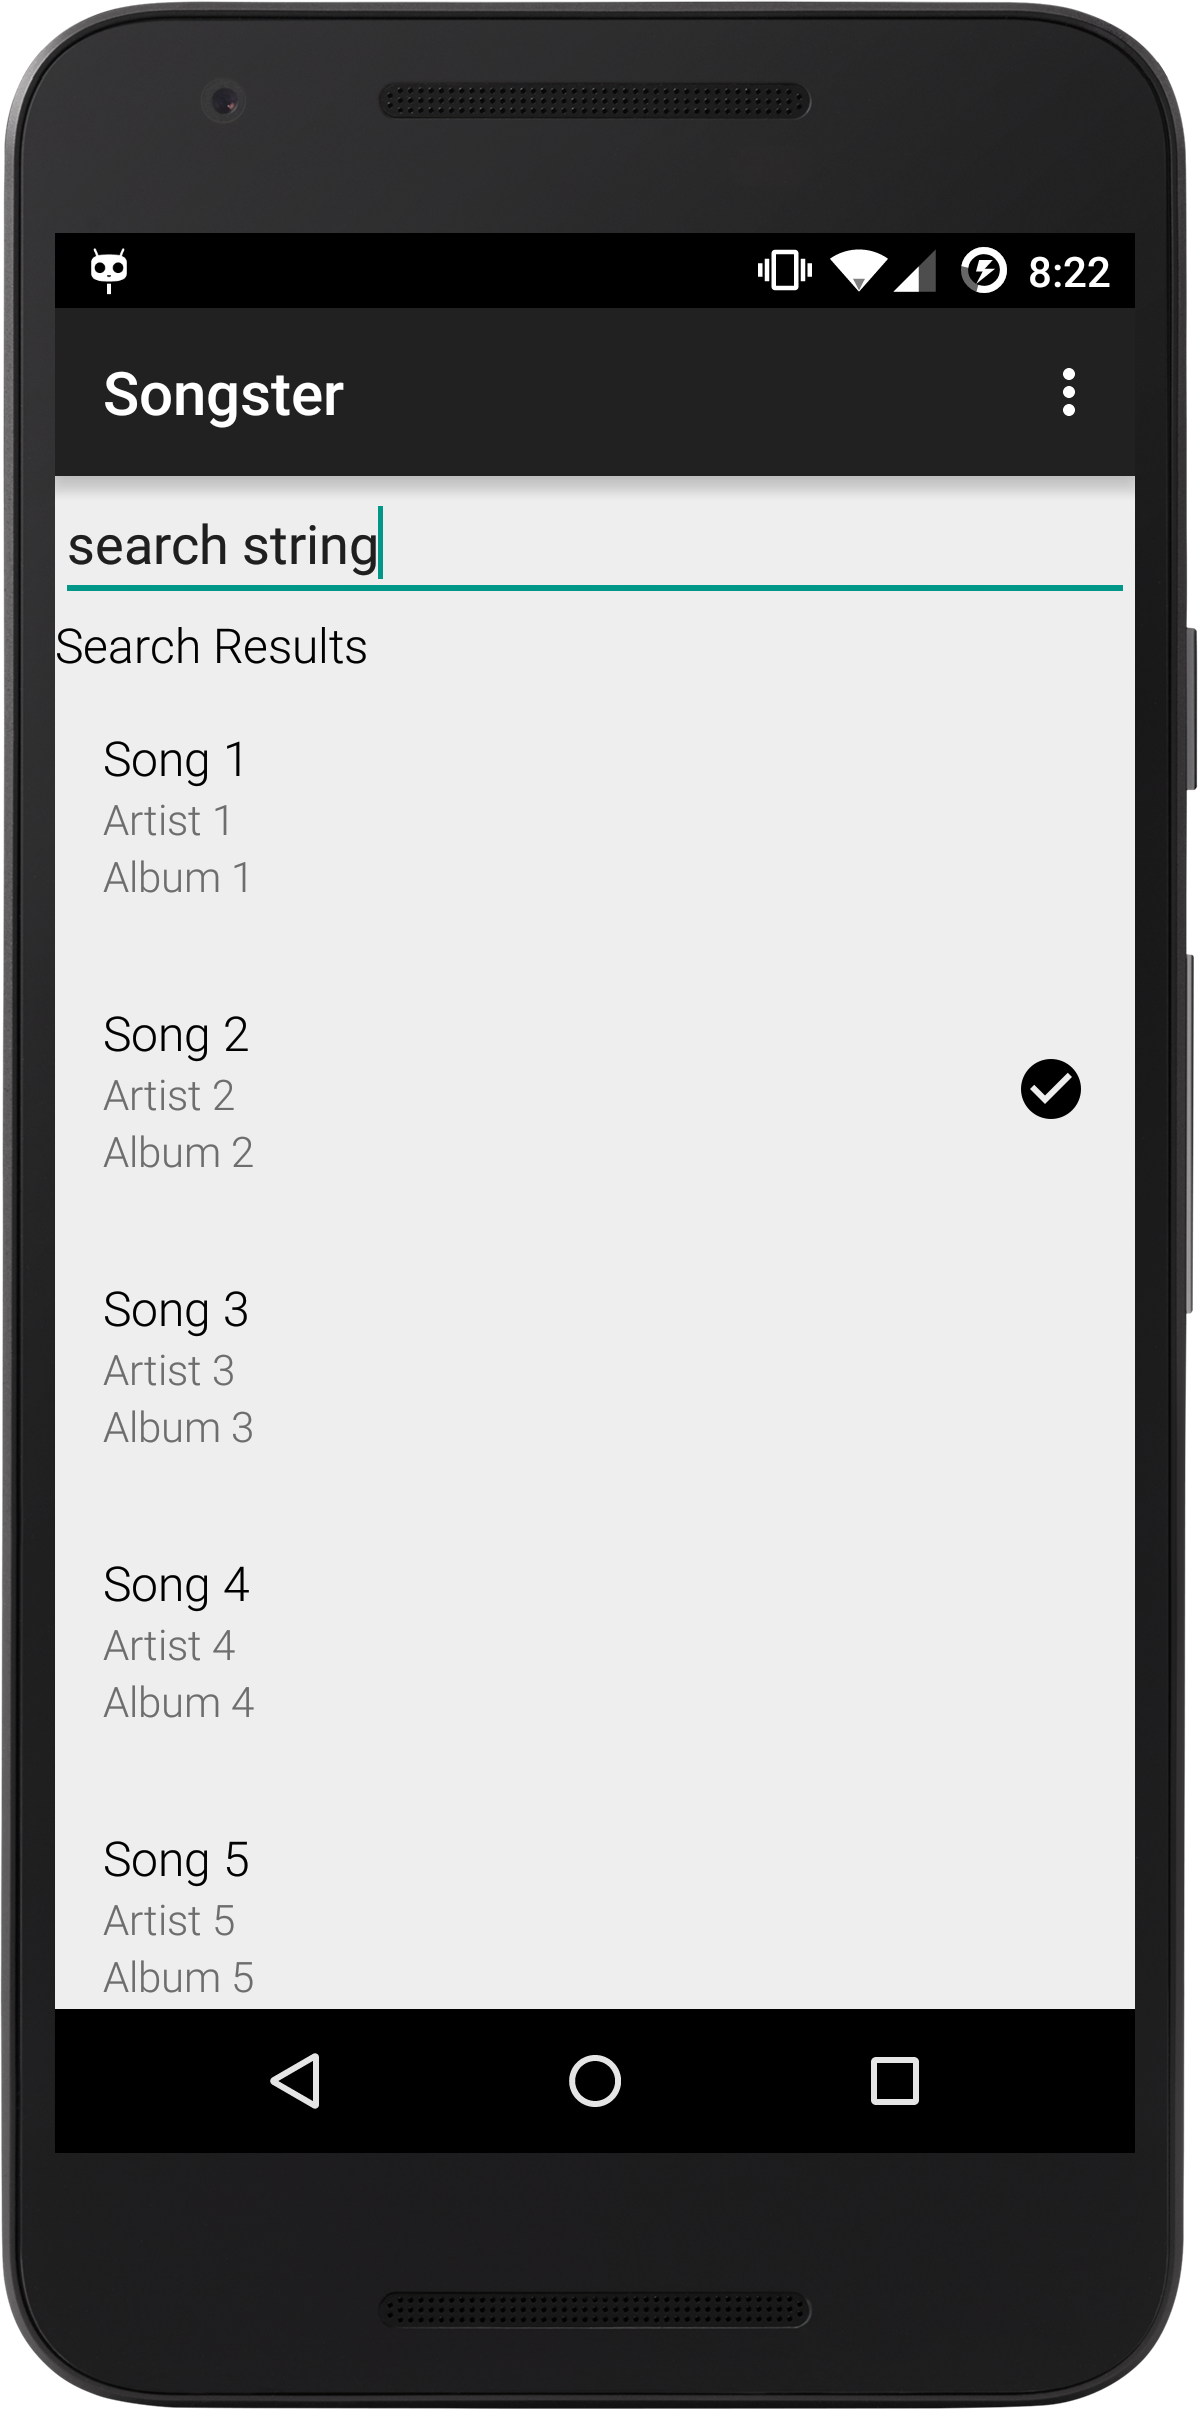 8:22
Songster
search string
Search Results
Song 1
Artist 1
Album 1
Song 2
Artist 2
Album 2
Song 3
Artist 3
Album 3
Song 4
Artist 4
Album 4
Song 5
Artist 5
Album 5